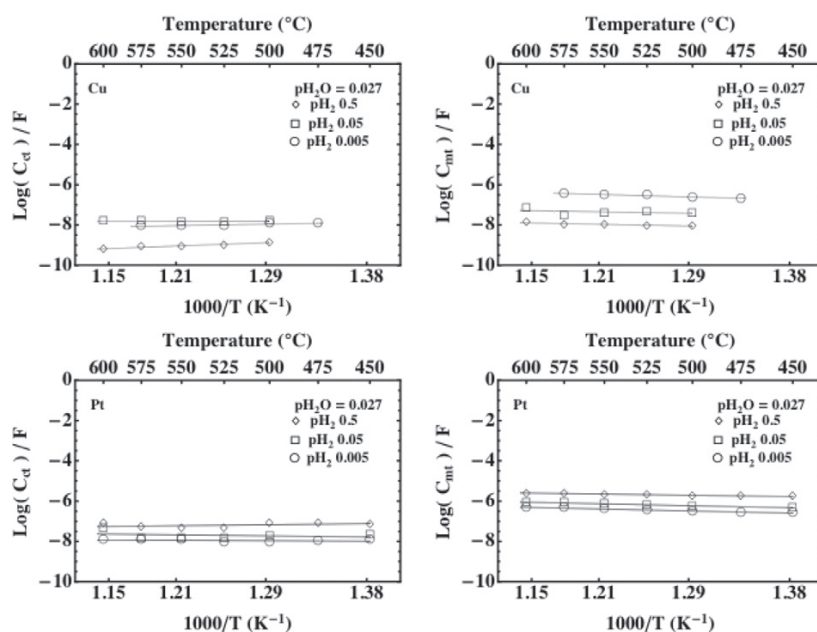 Temperature (°C)
600 575 550 525 500 475 450
0
−2
−4
−6
−8
−10
Log( C_ct ) / F
Cu
pH₂O = 0.027
pH₂ 0.5
pH₂ 0.05
pH₂ 0.005
1.15 1.21 1.29 1.38
1000/T (K⁻¹)
Temperature (°C)
600 575 550 525 500 475 450
0
−2
−4
−6
−8
−10
Log( C_mt ) / F
Cu
pH₂O = 0.027
pH₂ 0.5
pH₂ 0.05
pH₂ 0.005
1.15 1.21 1.29 1.38
1000/T (K⁻¹)
Temperature (°C)
600 575 550 525 500 475 450
0
−2
−4
−6
−8
−10
Log( C_ct ) / F
Pt
pH₂O = 0.027
pH₂ 0.5
pH₂ 0.05
pH₂ 0.005
1.15 1.21 1.29 1.38
1000/T (K⁻¹)
Temperature (°C)
600 575 550 525 500 475 450
0
−2
−4
−6
−8
−10
Log( C_mt ) / F
Pt
pH₂O = 0.027
pH₂ 0.5
pH₂ 0.05
pH₂ 0.005
1.15 1.21 1.29 1.38
1000/T (K⁻¹)